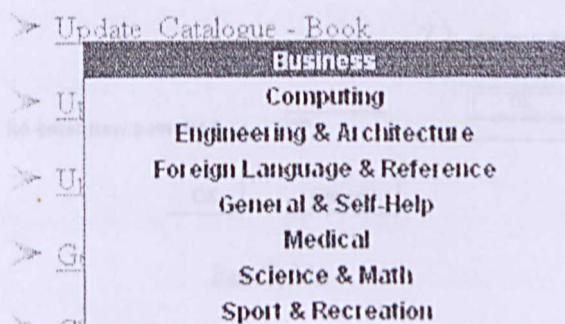 Update Catalogue - Book
Business
Computing
Engineering & Architecture
Foreign Language & Reference
General & Self-Help
Medical
Science & Math
Sport & Recreation